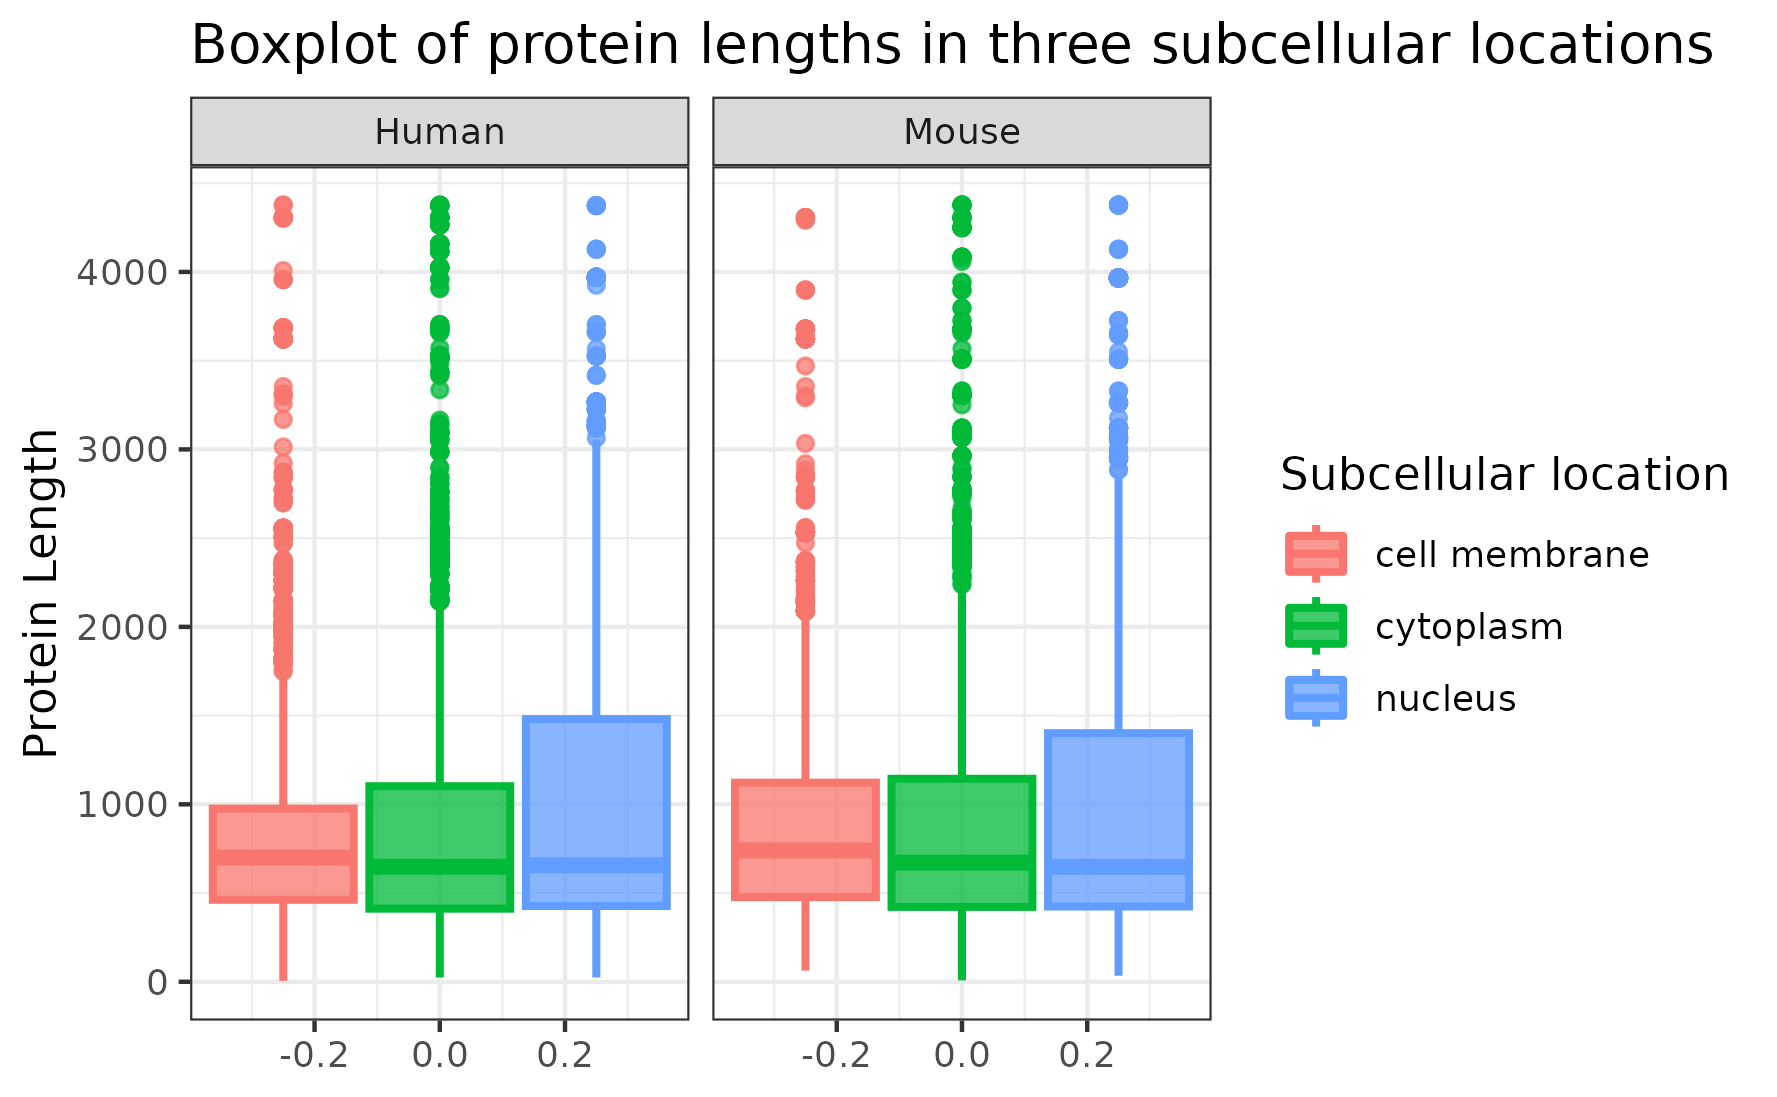 Boxplot of protein lengths in three subcellular locations
Human
Mouse
Protein Length
4000
3000
2000
1000
0
-0.2 0.0 0.2
-0.2 0.0 0.2
Subcellular location
cell membrane
cytoplasm
nucleus